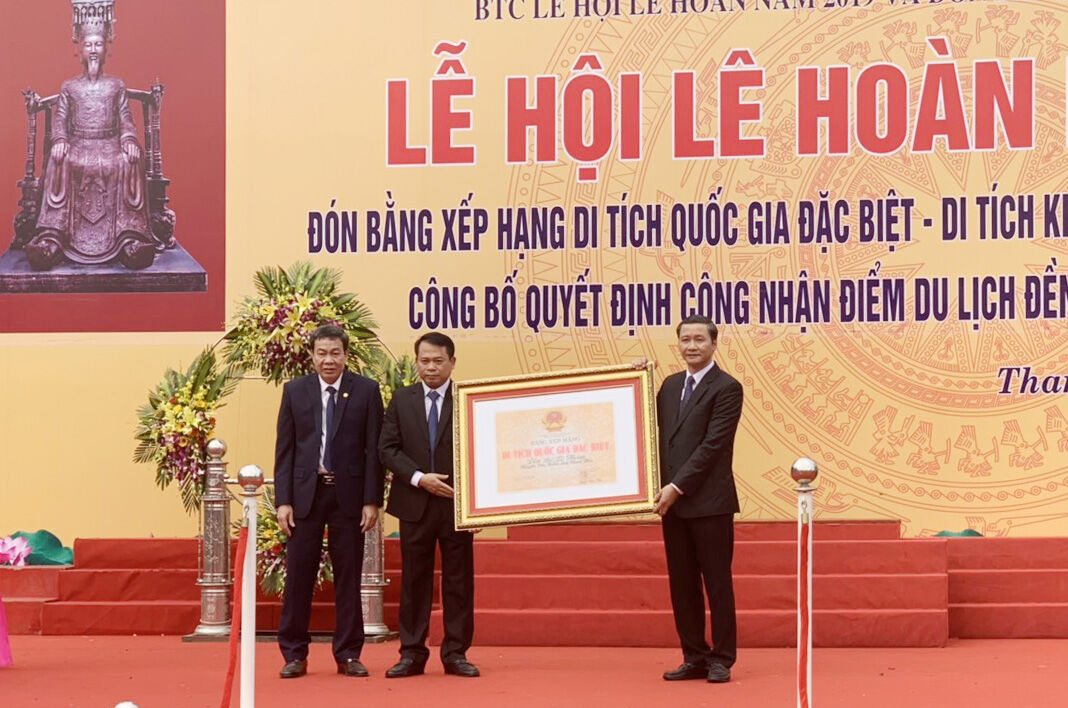 BTC LỄ HỘI LÊ HOÀN NĂM 2019 VÀ
LỄ HỘI LÊ HOÀN
ĐÓN BẰNG XẾP HẠNG DI TÍCH QUỐC GIA ĐẶC BIỆT - DI TÍCH
CÔNG BỐ QUYẾT ĐỊNH CÔNG NHẬN ĐIỂM DU LỊCH ĐỀN
BẰNG XẾP HẠNG
DI TÍCH QUỐC GIA ĐẶC BIỆT